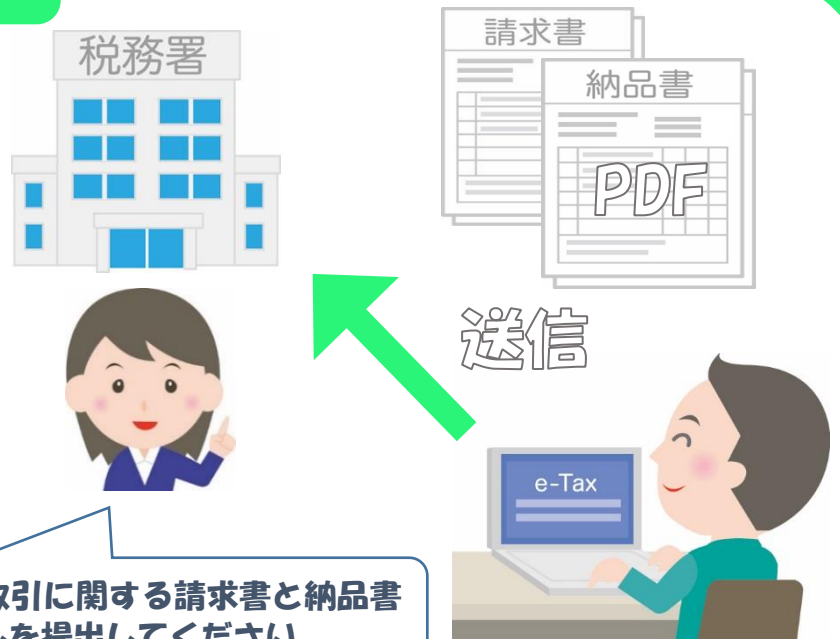 税務署
請求書
納品書
PDF
送信
e-Tax
取引に関する請求書と納品書
を提出してください